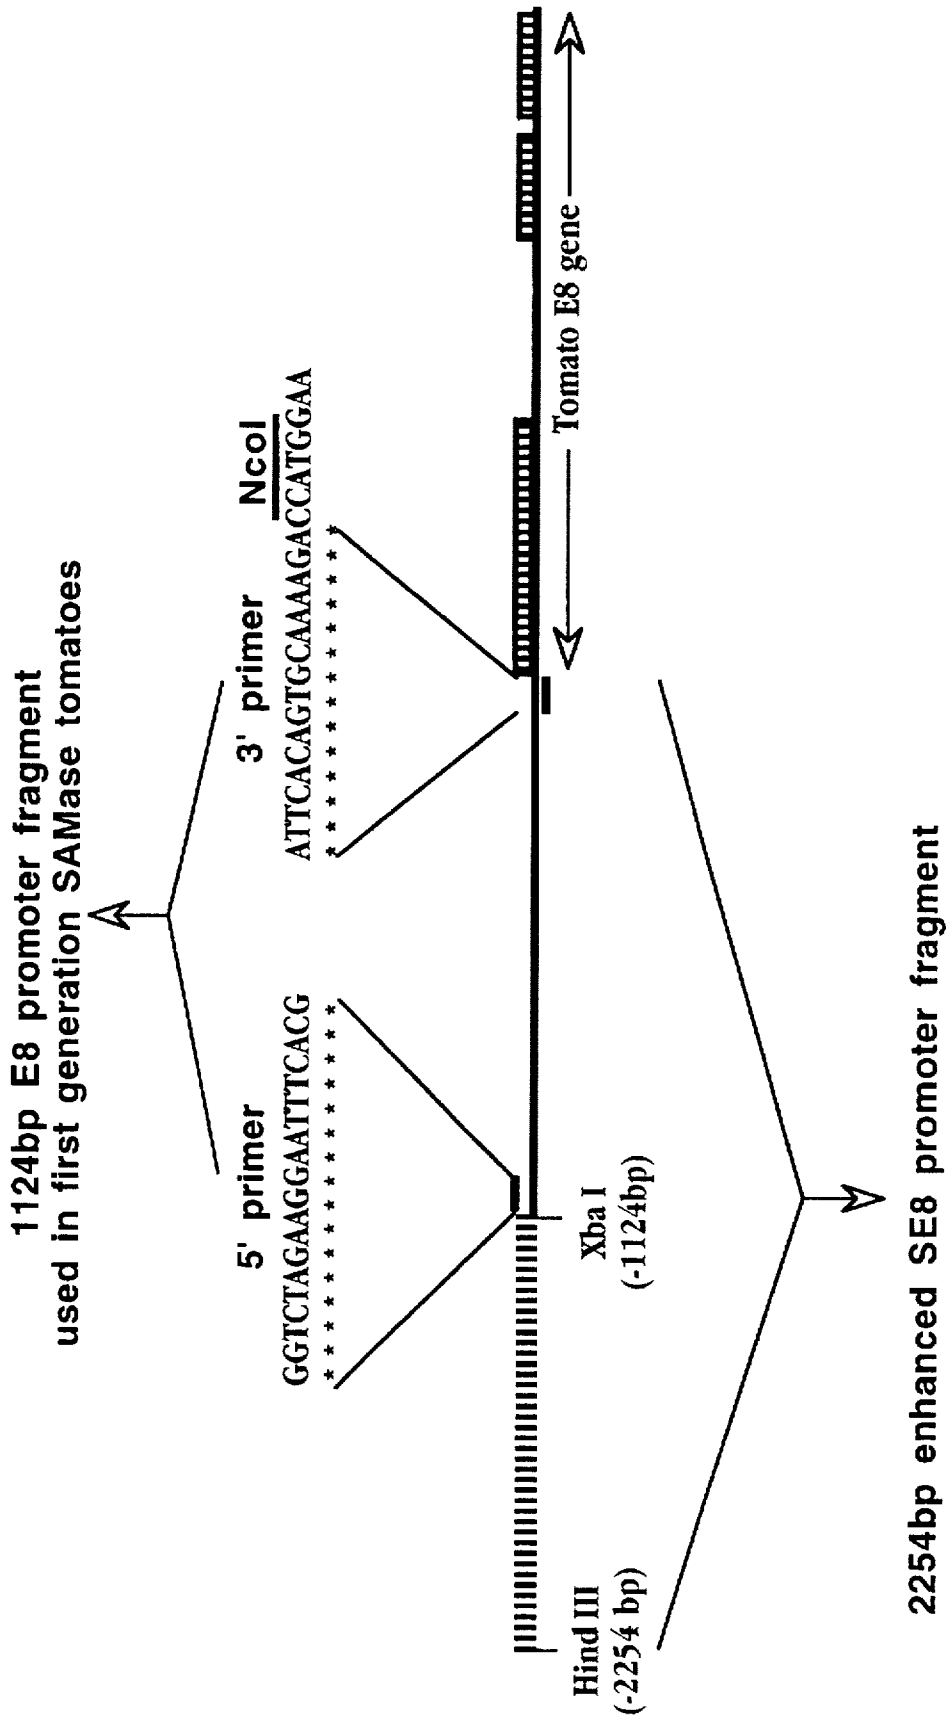 1124bp E8 promoter fragment
used in first generation SAMase tomatoes
5' primer
GGTCTAGAAGGAATTTCACG
* * * * * * * * * * * * * * * * * *
3' primer
NcoI
ATTCACAGTGCAAAAGACCATGGAA
* * * * * * * * * * * * * * *
Hind III
(-2254 bp)
Xba I
(-1124bp)
Tomato E8 gene
2254bp enhanced SE8 promoter fragment